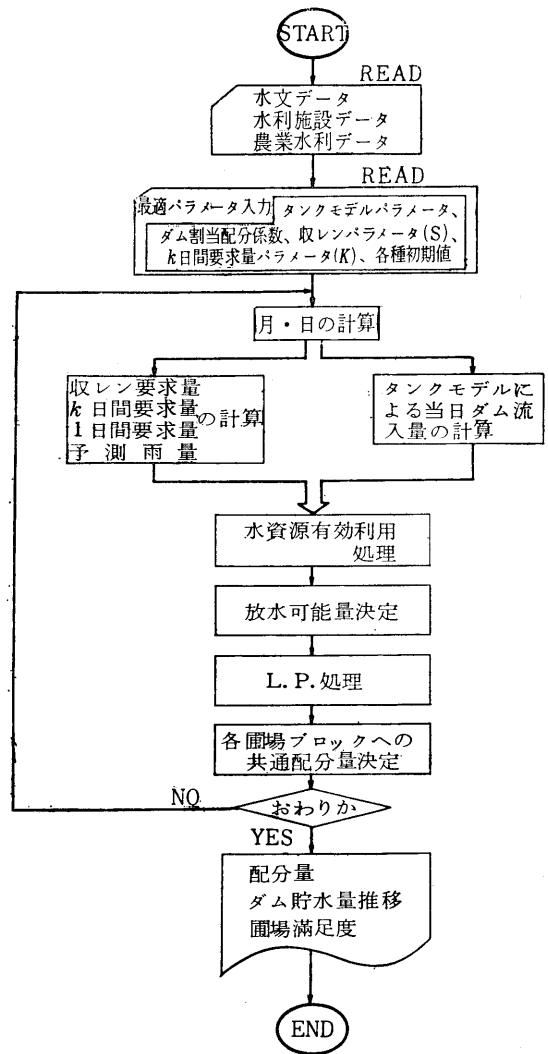 START
READ
水文データ
水利施設データ
農業水利データ
READ
最適パラメータ入力 タンクモデルパラメータ、
ダム割当配分係数、収レンパラメータ(S)、
k日間要求量パラメータ(K)、各種初期値
月・日の計算
収レン要求量
k日間要求量
1日間要求量
予測雨量
の計算
タンクモデルに
よる当日ダム流
入量の計算
水資源有効利用
処理
放水可能量決定
L.P.処理
各圃場ブロックへの
共通配分量決定
おわりか
NO
YES
配分量
ダム貯水量推移
圃場満足度
END